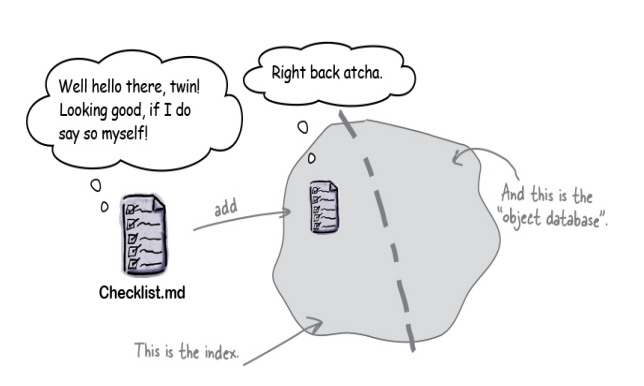 Well hello there, twin!
Looking good, if I do
say so myself!
Right back atcha.
add
And this is the
"object database".
Checklist.md
This is the index.